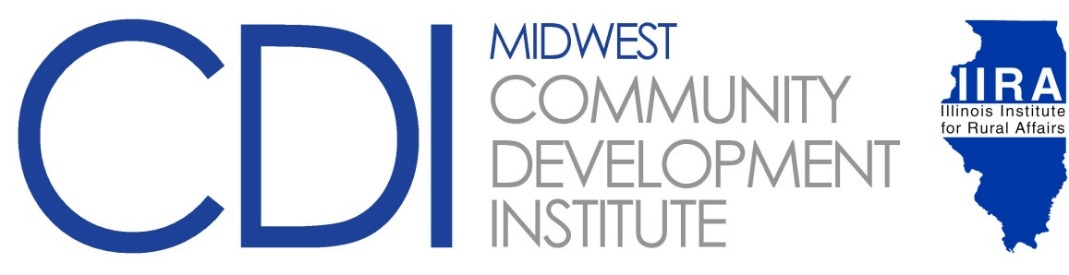 CDI
MIDWEST
COMMUNITY
DEVELOPMENT
INSTITUTE
IIRA
Illinois Institute
for Rural Affairs